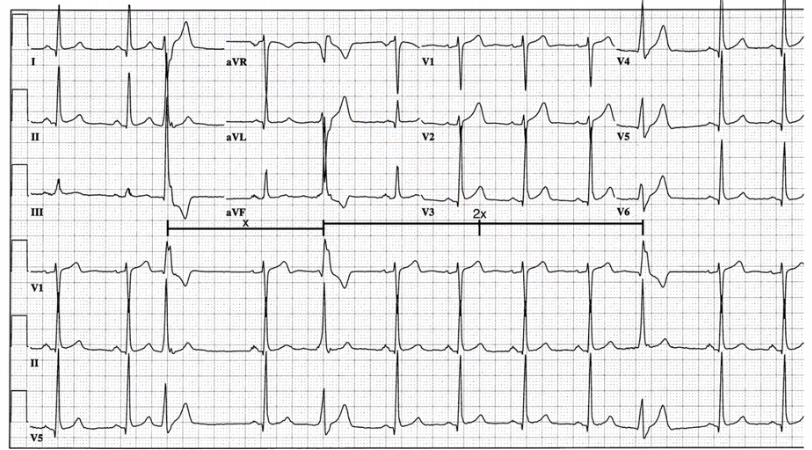 I aVR V1 V4
II aVL V2 V5
III aVF V3 V6
x 2x
V1
II
V5